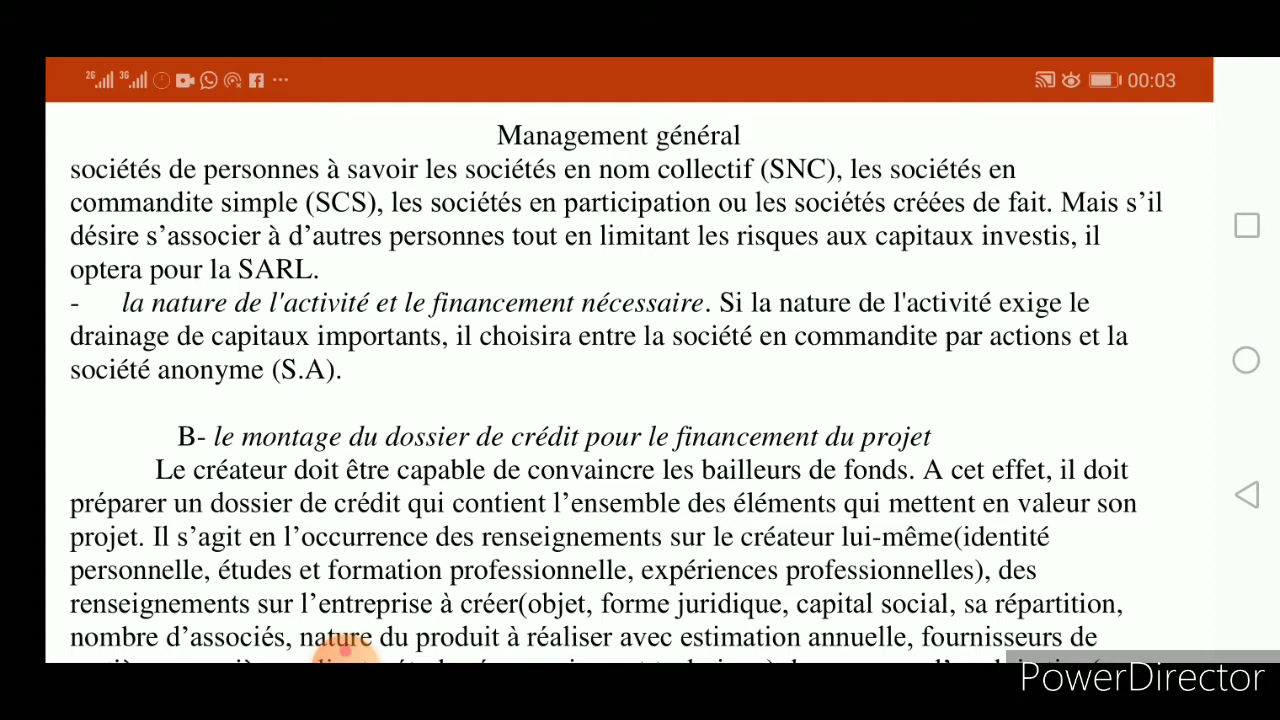 2G 3G 00:03
Management général
sociétés de personnes à savoir les sociétés en nom collectif (SNC), les sociétés en
commandite simple (SCS), les sociétés en participation ou les sociétés créées de fait. Mais s’il
désire s’associer à d’autres personnes tout en limitant les risques aux capitaux investis, il
optera pour la SARL.
- la nature de l'activité et le financement nécessaire. Si la nature de l'activité exige le
drainage de capitaux importants, il choisira entre la société en commandite par actions et la
société anonyme (S.A).
B- le montage du dossier de crédit pour le financement du projet
Le créateur doit être capable de convaincre les bailleurs de fonds. A cet effet, il doit
préparer un dossier de crédit qui contient l’ensemble des éléments qui mettent en valeur son
projet. Il s’agit en l’occurrence des renseignements sur le créateur lui-même(identité
personnelle, études et formation professionnelle, expériences professionnelles), des
renseignements sur l’entreprise à créer(objet, forme juridique, capital social, sa répartition,
nombre d’associés, nature du produit à réaliser avec estimation annuelle, fournisseurs de
PowerDirector